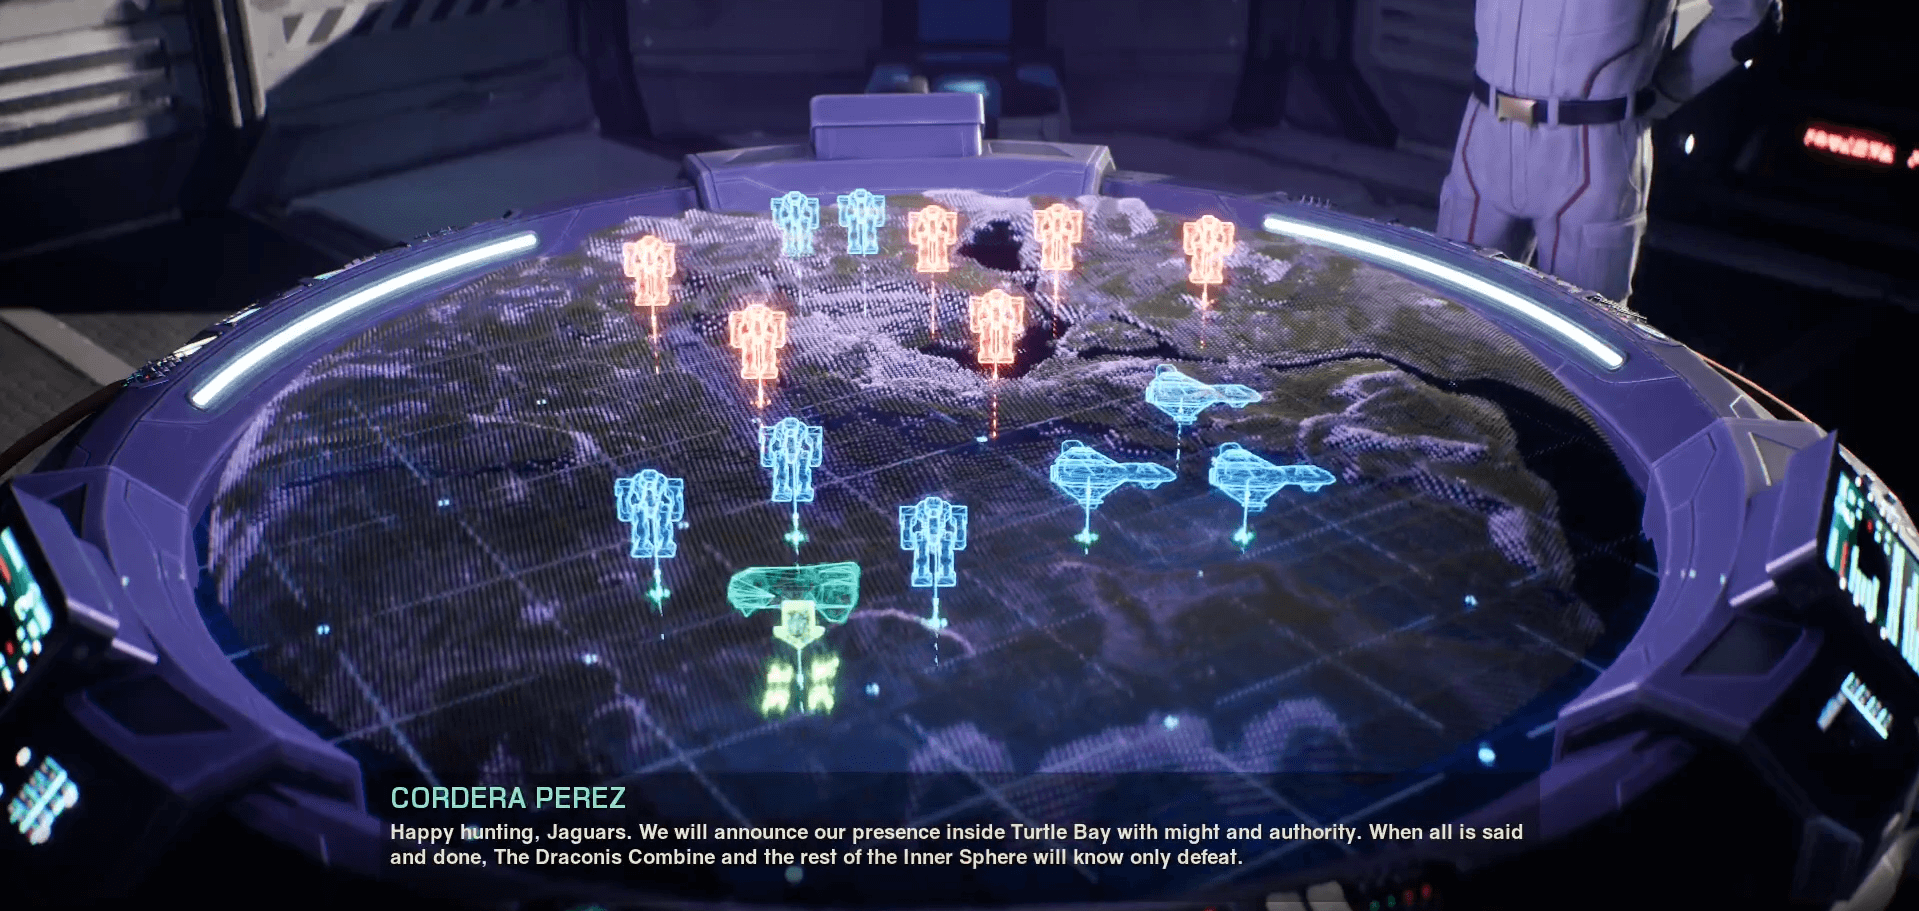 CORDERA PEREZ
Happy hunting, Jaguars. We will announce our presence inside Turtle Bay with might and authority. When all is said
and done, The Draconis Combine and the rest of the Inner Sphere will know only defeat.